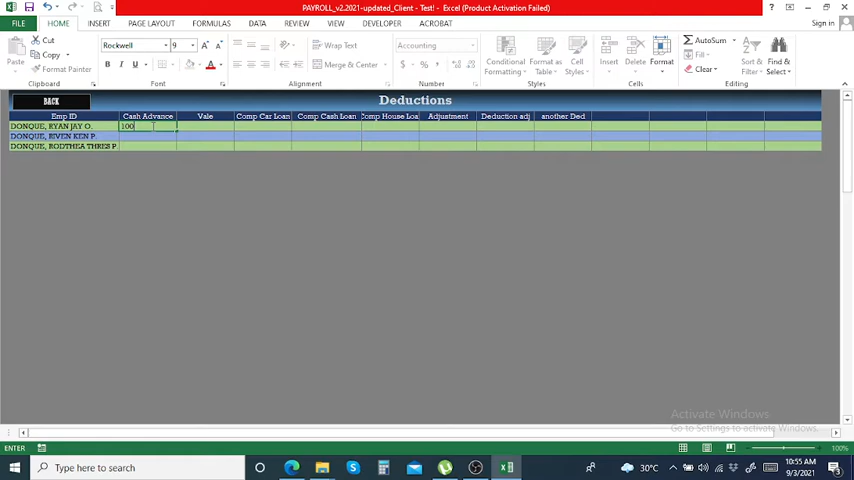 PAYROLL_v2.2021-updated_Client - Test! - Excel (Product Activation Failed)
Sign in
FILE HOME INSERT PAGE LAYOUT FORMULAS DATA REVIEW VIEW DEVELOPER ACROBAT
Cut
Copy
Format Painter
Paste
Clipboard
Rockwell 9
B I U
Font
Wrap Text
Merge & Center
Alignment
Accounting
$ % ,
Number
Conditional Formatting
Format as Table
Cell Styles
Styles
Insert Delete Format
Cells
AutoSum
Fill
Clear
Sort & Filter
Find & Select
Editing
BACK
Deductions
Emp ID Cash Advance Vale Comp Car Loan Comp Cash Loan Comp House Loa Adjustment Deduction adj another Ded
DONQUE, RYAN JAY O. 100
DONQUE, RIVEN KEN P.
DONQUE, RODTHEA THRES P.
Activate Windows
Go to Settings to activate Windows.
ENTER
100%
Type here to search
30°C
10:55 AM
9/3/2021
3